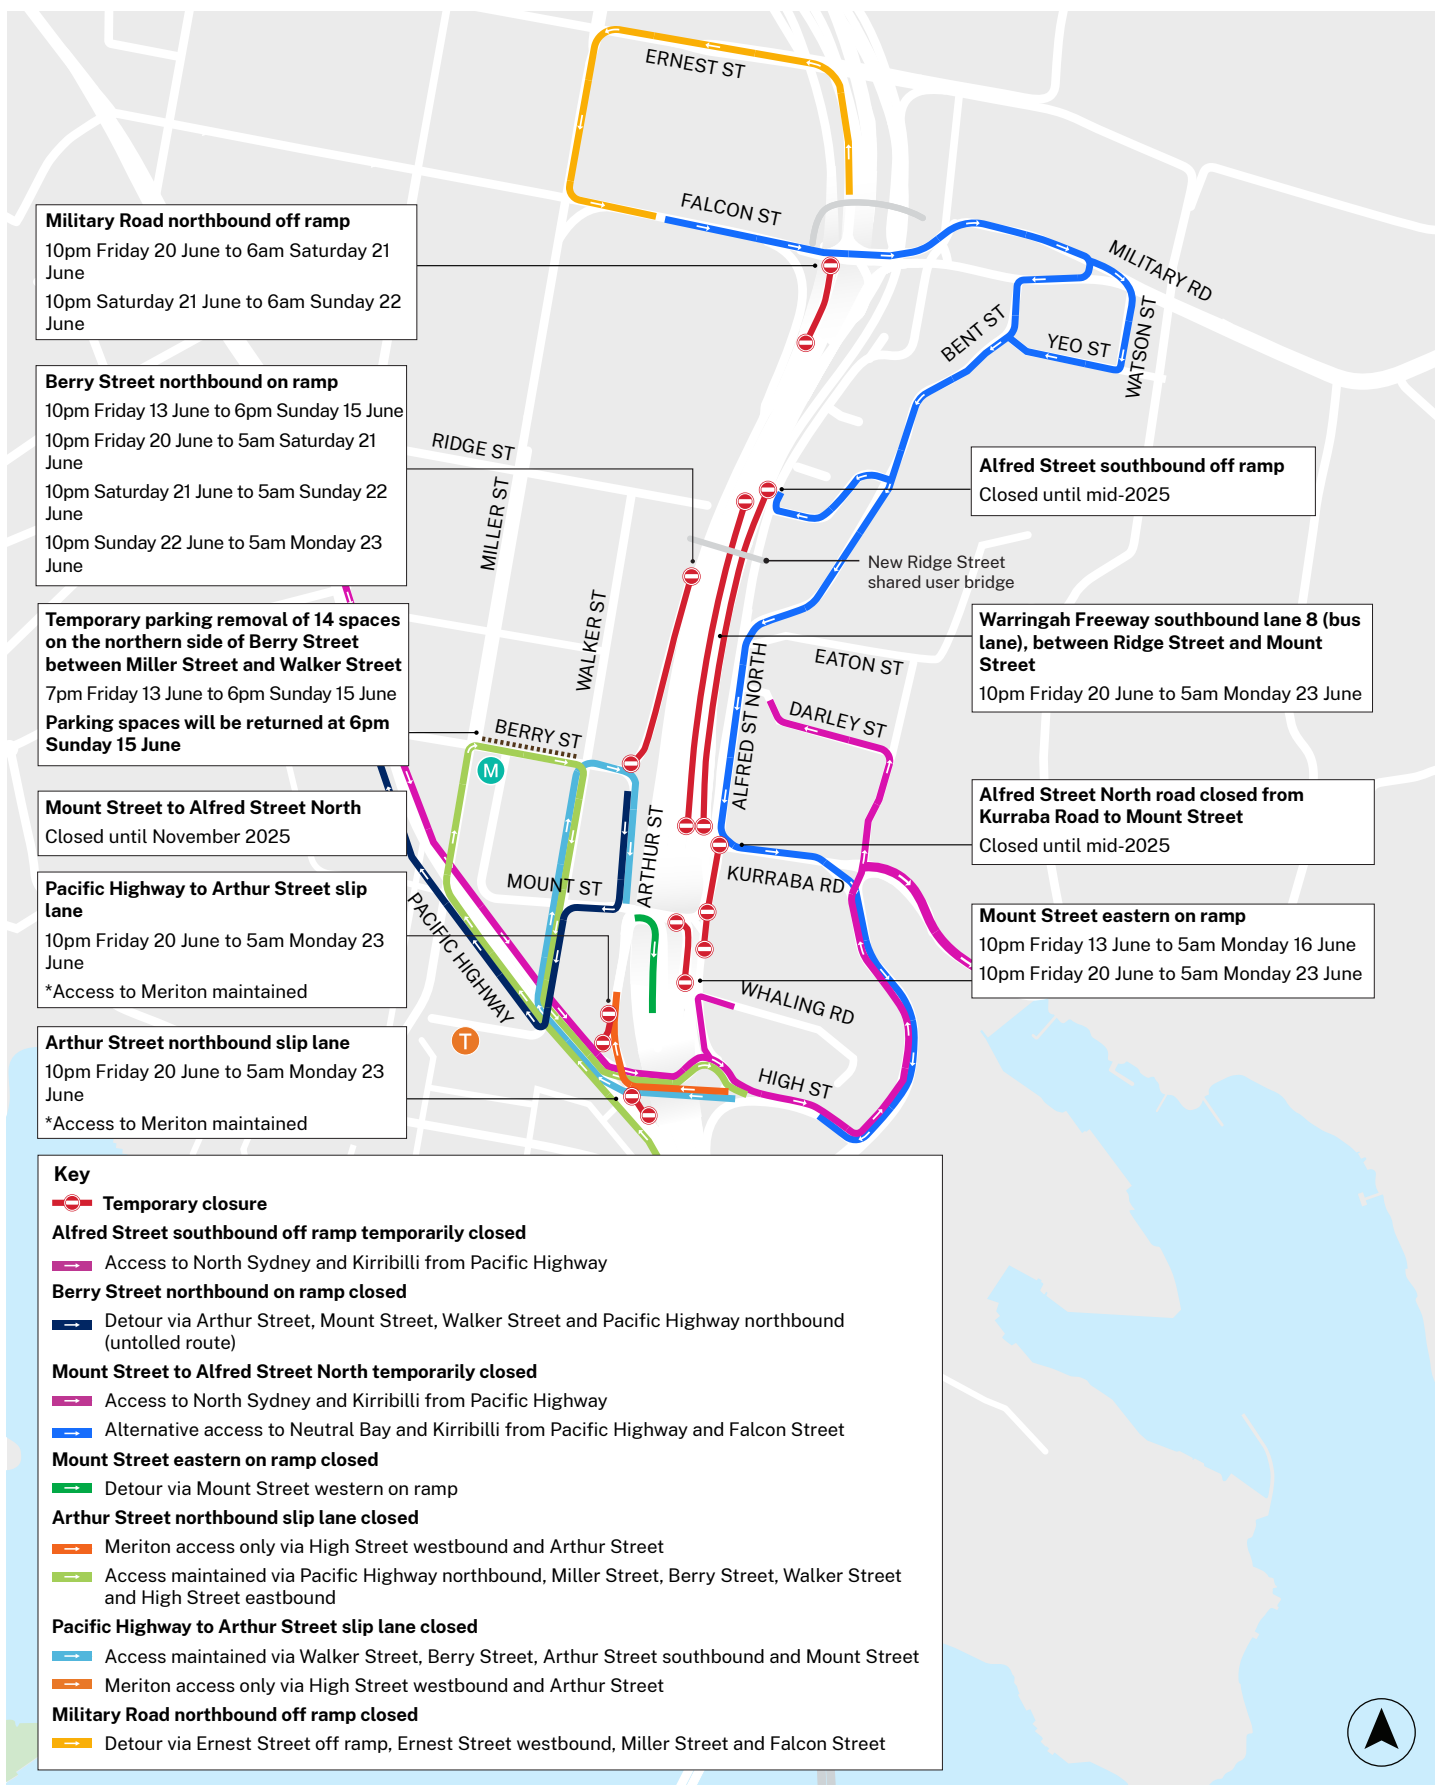 ERNEST ST
FALCON ST
MILITARY RD
Military Road northbound off ramp
10pm Friday 20 June to 6am Saturday 21
June
10pm Saturday 21 June to 6am Sunday 22
June
BENT ST
YEO ST
WATSON ST
Berry Street northbound on ramp
10pm Friday 13 June to 6pm Sunday 15 June
10pm Friday 20 June to 5am Saturday 21
June
10pm Saturday 21 June to 5am Sunday 22
June
10pm Sunday 22 June to 5am Monday 23
June
RIDGE ST
MILLER ST
Alfred Street southbound off ramp
Closed until mid-2025
New Ridge Street
shared user bridge
Temporary parking removal of 14 spaces
on the northern side of Berry Street
between Miller Street and Walker Street
7pm Friday 13 June to 6pm Sunday 15 June
Parking spaces will be returned at 6pm
Sunday 15 June
WALKER ST
Warringah Freeway southbound lane 8 (bus
lane), between Ridge Street and Mount
Street
10pm Friday 20 June to 5am Monday 23 June
EATON ST
ALFRED ST NORTH
DARLEY ST
BERRY ST
M
Mount Street to Alfred Street North
Closed until November 2025
Alfred Street North road closed from
Kurraba Road to Mount Street
Closed until mid-2025
ARTHUR ST
MOUNT ST
KURRABA RD
Pacific Highway to Arthur Street slip
lane
10pm Friday 20 June to 5am Monday 23
June
*Access to Meriton maintained
PACIFIC HIGHWAY
Mount Street eastern on ramp
10pm Friday 13 June to 5am Monday 16 June
10pm Friday 20 June to 5am Monday 23 June
WHALING RD
T
Arthur Street northbound slip lane
10pm Friday 20 June to 5am Monday 23
June
*Access to Meriton maintained
HIGH ST
Key
Temporary closure
Alfred Street southbound off ramp temporarily closed
Access to North Sydney and Kirribilli from Pacific Highway
Berry Street northbound on ramp closed
Detour via Arthur Street, Mount Street, Walker Street and Pacific Highway northbound
(untolled route)
Mount Street to Alfred Street North temporarily closed
Access to North Sydney and Kirribilli from Pacific Highway
Alternative access to Neutral Bay and Kirribilli from Pacific Highway and Falcon Street
Mount Street eastern on ramp closed
Detour via Mount Street western on ramp
Arthur Street northbound slip lane closed
Meriton access only via High Street westbound and Arthur Street
Access maintained via Pacific Highway northbound, Miller Street, Berry Street, Walker Street
and High Street eastbound
Pacific Highway to Arthur Street slip lane closed
Access maintained via Walker Street, Berry Street, Arthur Street southbound and Mount Street
Meriton access only via High Street westbound and Arthur Street
Military Road northbound off ramp closed
Detour via Ernest Street off ramp, Ernest Street westbound, Miller Street and Falcon Street